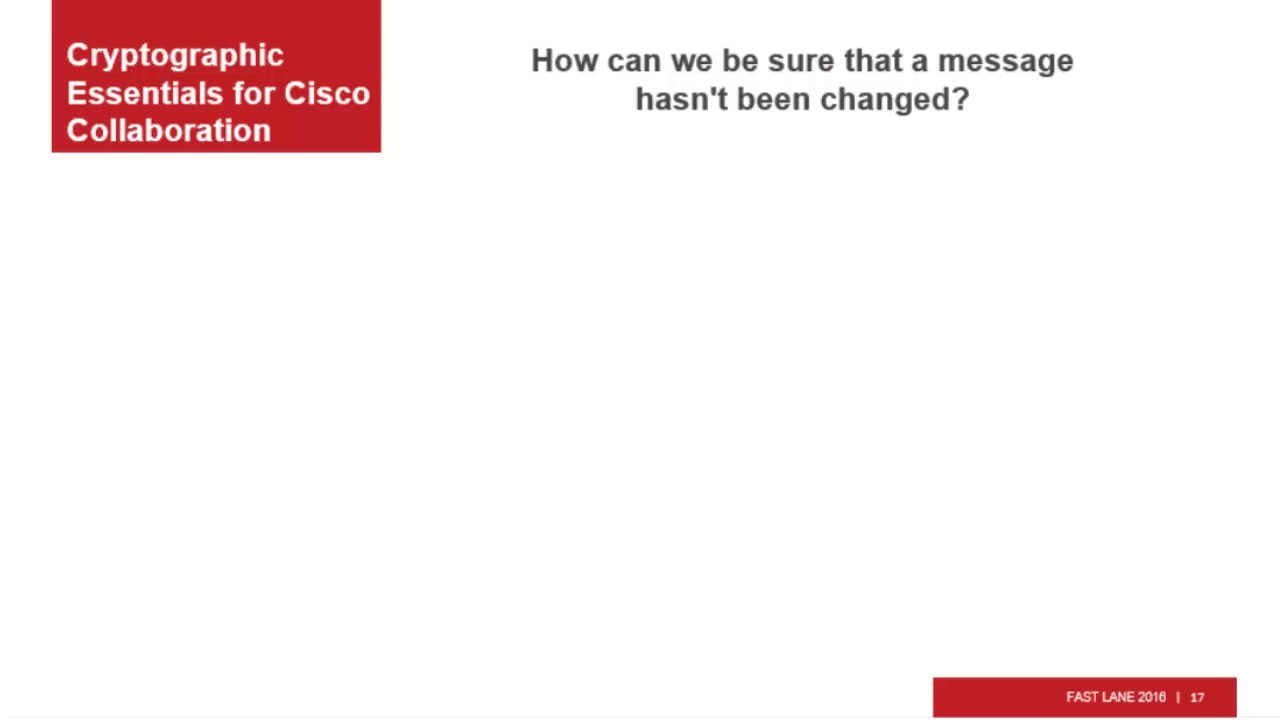 Cryptographic
Essentials for Cisco
Collaboration
How can we be sure that a message
hasn't been changed?
FAST LANE 2016 | 17